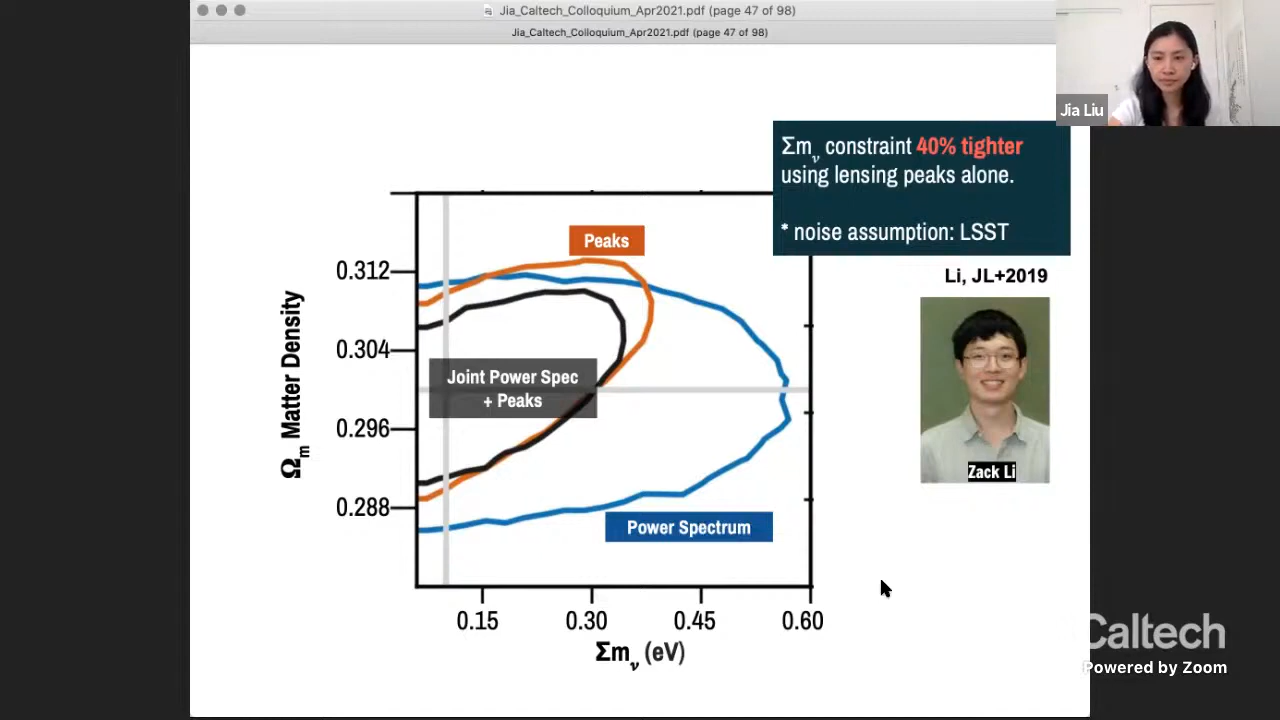 Jia_Caltech_Colloquium_Apr2021.pdf (page 47 of 98)
Jia_Caltech_Colloquium_Apr2021.pdf (page 47 of 98)
Jia Liu
Σmν constraint 40% tighter
using lensing peaks alone.
* noise assumption: LSST
Li, JL+2019
Zack Li
Peaks
Joint Power Spec
+ Peaks
Power Spectrum
Ωm Matter Density
0.312
0.304
0.296
0.288
0.15 0.30 0.45 0.60
Σmν (eV)
Caltech
Powered by Zoom